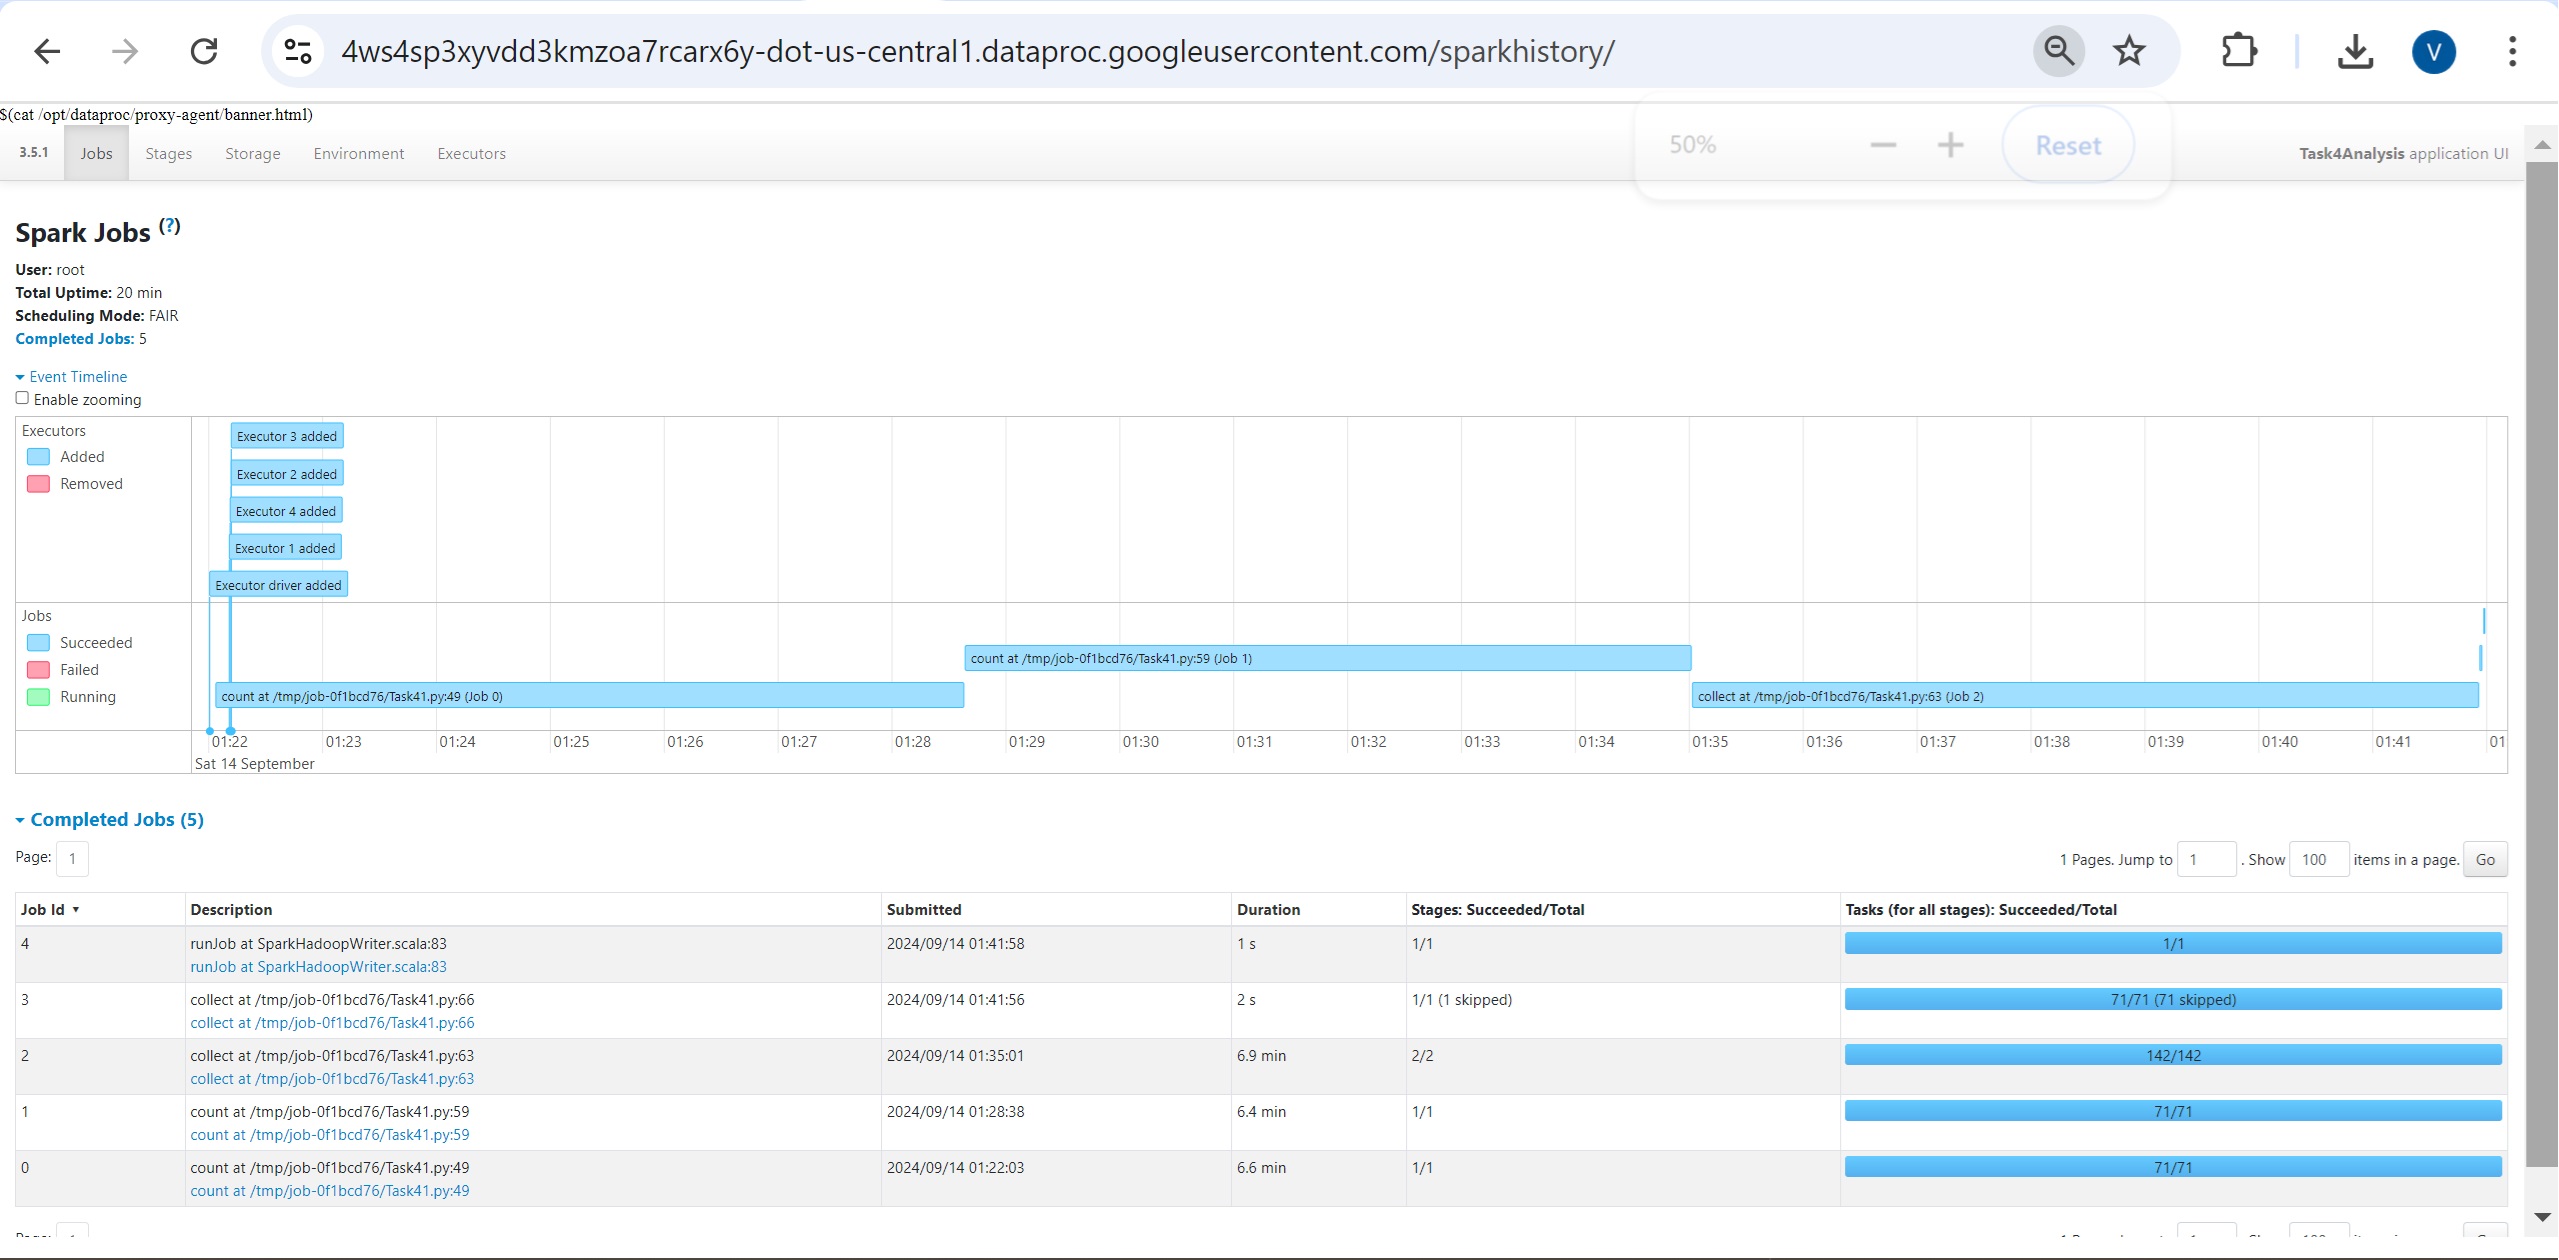 4ws4sp3xyvdd3kmzoa7rcarx6y-dot-us-central1.dataproc.googleusercontent.com/sparkhistory/
V
$(cat /opt/dataproc/proxy-agent/banner.html)
50% Reset
3.5.1 Jobs Stages Storage Environment Executors Task4Analysis application UI
Spark Jobs (?)
User: root
Total Uptime: 20 min
Scheduling Mode: FAIR
Completed Jobs: 5
Event Timeline
Enable zooming
Executors
Added
Removed
Executor 3 added
Executor 2 added
Executor 4 added
Executor 1 added
Executor driver added
Jobs
Succeeded
Failed
Running
count at /tmp/job-0f1bcd76/Task41.py:59 (Job 1)
count at /tmp/job-0f1bcd76/Task41.py:49 (Job 0) collect at /tmp/job-0f1bcd76/Task41.py:63 (Job 2)
01:22 01:23 01:24 01:25 01:26 01:27 01:28 01:29 01:30 01:31 01:32 01:33 01:34 01:35 01:36 01:37 01:38 01:39 01:40 01:41 01
Sat 14 September
Completed Jobs (5)
Page: 1 1 Pages. Jump to 1 . Show 100 items in a page. Go
Job Id ▾ Description Submitted Duration Stages: Succeeded/Total Tasks (for all stages): Succeeded/Total
4 runJob at SparkHadoopWriter.scala:83 2024/09/14 01:41:58 1 s 1/1 1/1
runJob at SparkHadoopWriter.scala:83
3 collect at /tmp/job-0f1bcd76/Task41.py:66 2024/09/14 01:41:56 2 s 1/1 (1 skipped) 71/71 (71 skipped)
collect at /tmp/job-0f1bcd76/Task41.py:66
2 collect at /tmp/job-0f1bcd76/Task41.py:63 2024/09/14 01:35:01 6.9 min 2/2 142/142
collect at /tmp/job-0f1bcd76/Task41.py:63
1 count at /tmp/job-0f1bcd76/Task41.py:59 2024/09/14 01:28:38 6.4 min 1/1 71/71
count at /tmp/job-0f1bcd76/Task41.py:59
0 count at /tmp/job-0f1bcd76/Task41.py:49 2024/09/14 01:22:03 6.6 min 1/1 71/71
count at /tmp/job-0f1bcd76/Task41.py:49